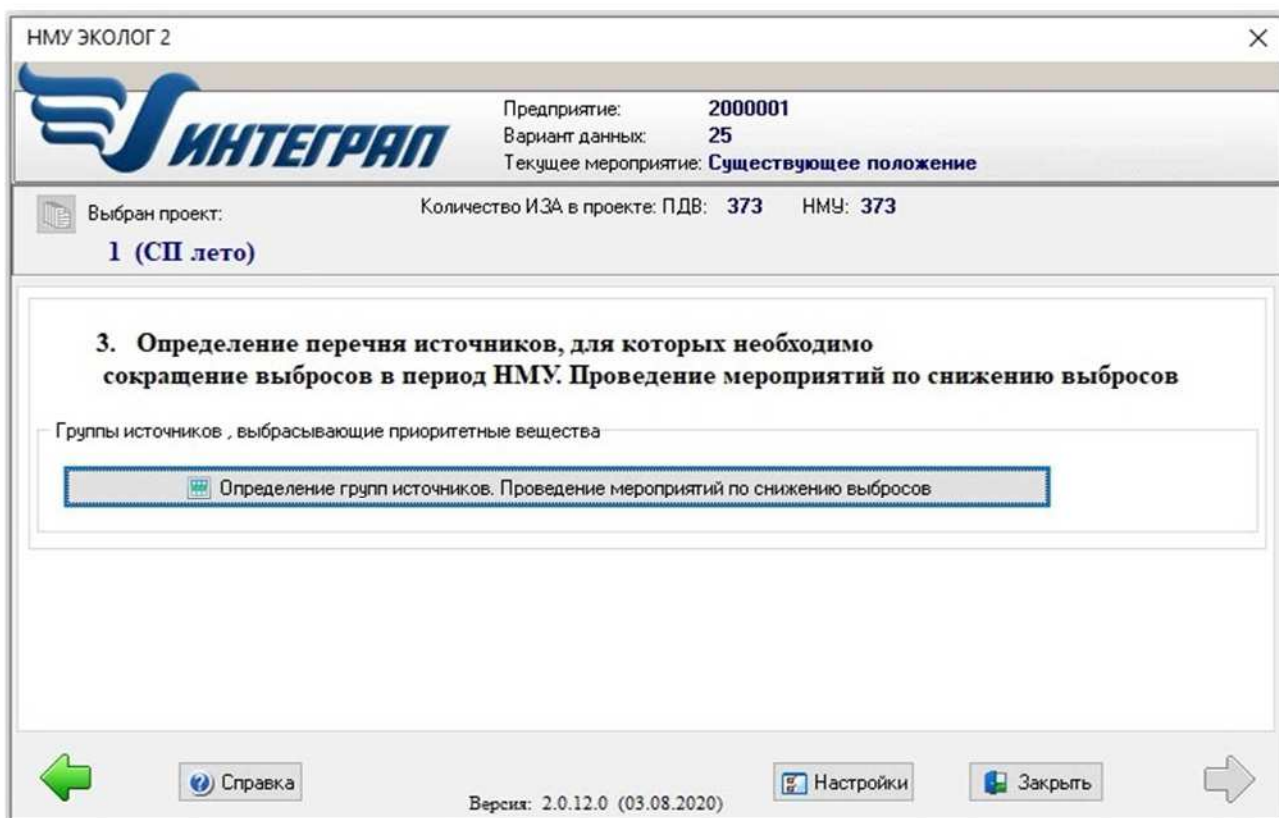 НМУ ЭКОЛОГ 2
ИНТЕГРАЛ
Предприятие: 2000001
Вариант данных: 25
Текущее мероприятие: Существующее положение
Выбран проект:
Количество ИЗА в проекте: ПДВ: 373 НМУ: 373
1 (СП лето)
3. Определение перечня источников, для которых необходимо
сокращение выбросов в период НМУ. Проведение мероприятий по снижению выбросов
Группы источников , выбрасывающие приоритетные вещества
Определение групп источников. Проведение мероприятий по снижению выбросов
Справка
Версия: 2.0.12.0 (03.08.2020)
Настройки
Закрыть